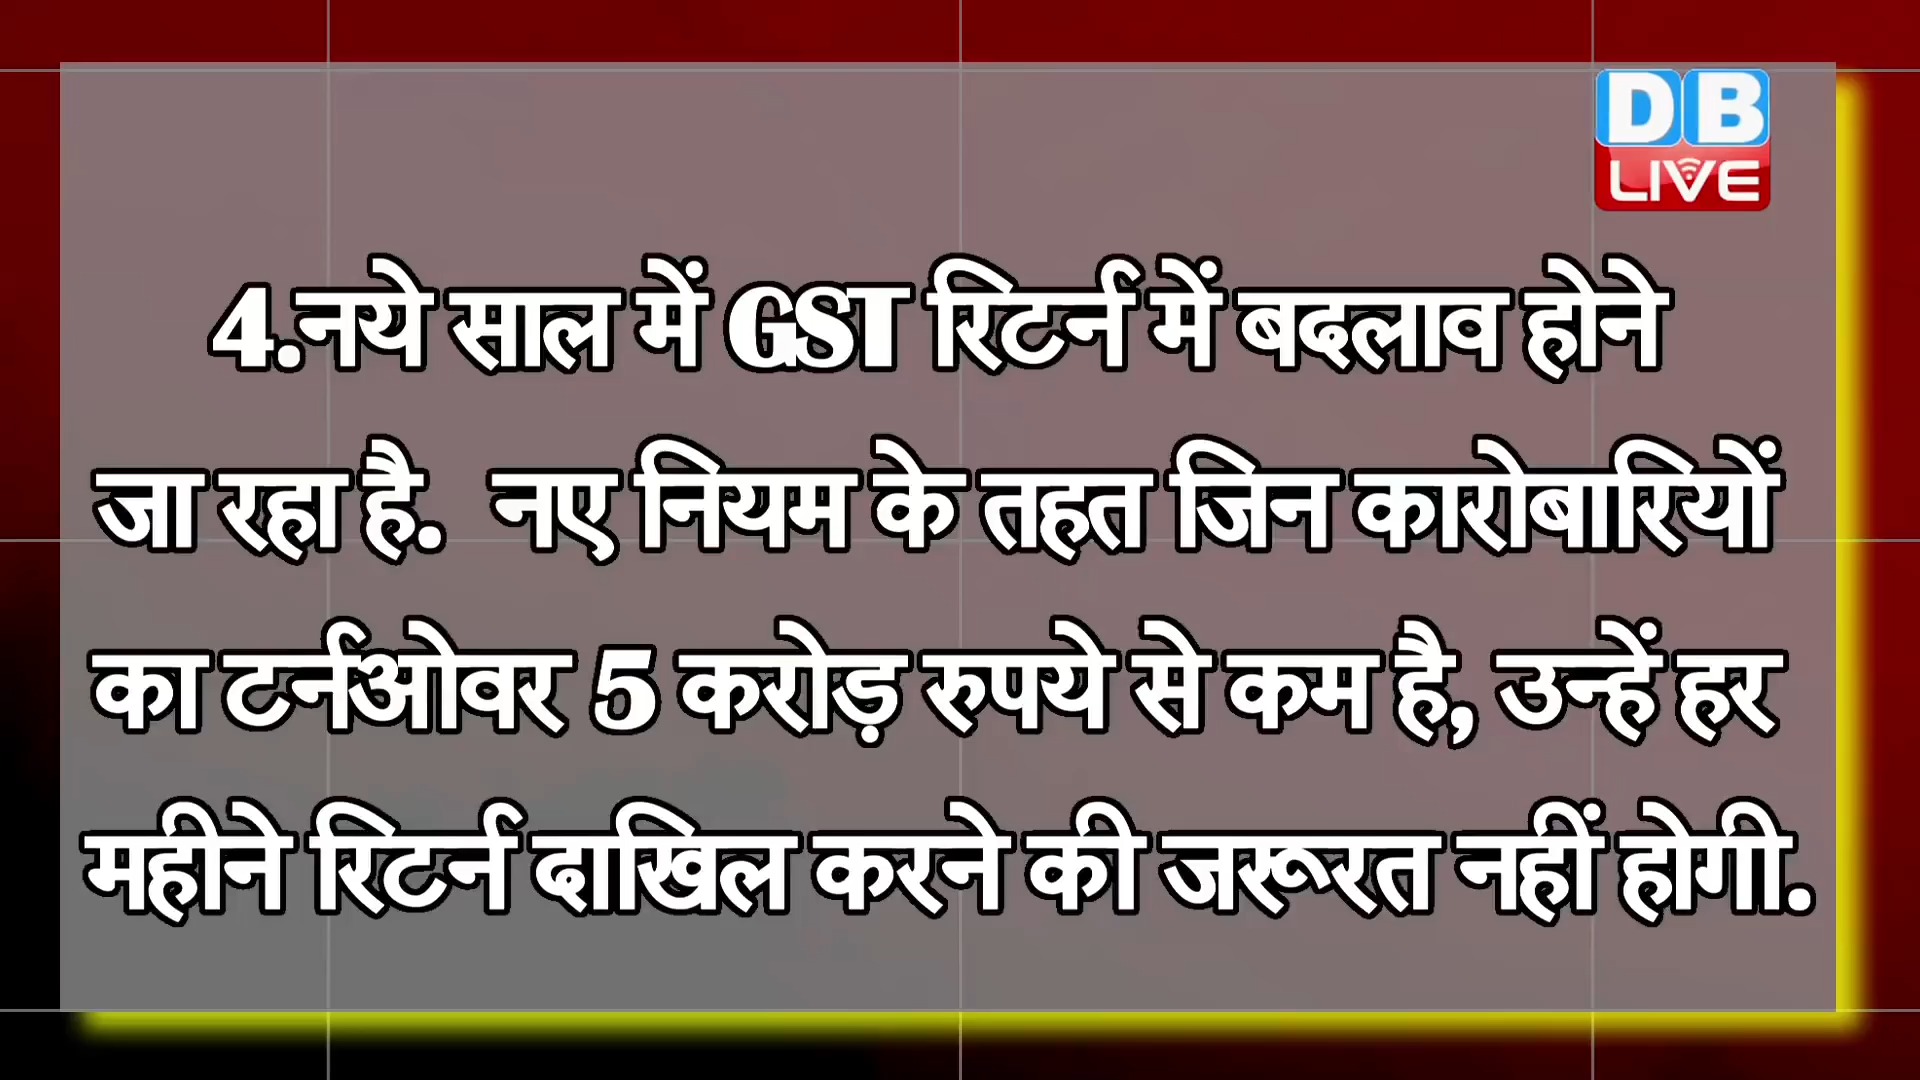 DB
LIVE
4.नये साल में GST रिटर्न में बदलाव होने
जा रहा है. नए नियम के तहत जिन कारोबारियों
का टर्नओवर 5 करोड़ रुपये से कम है, उन्हें हर
महीने रिटर्न दाखिल करने की जरूरत नहीं होगी.